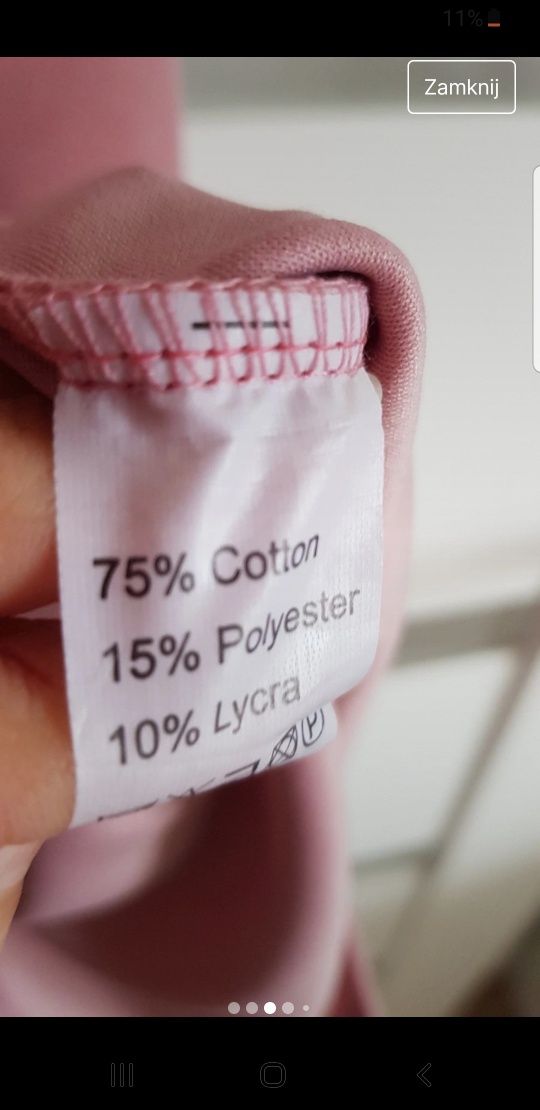 11%
Zamknij
75% Cotton
15% Polyester
10% Lycra
P